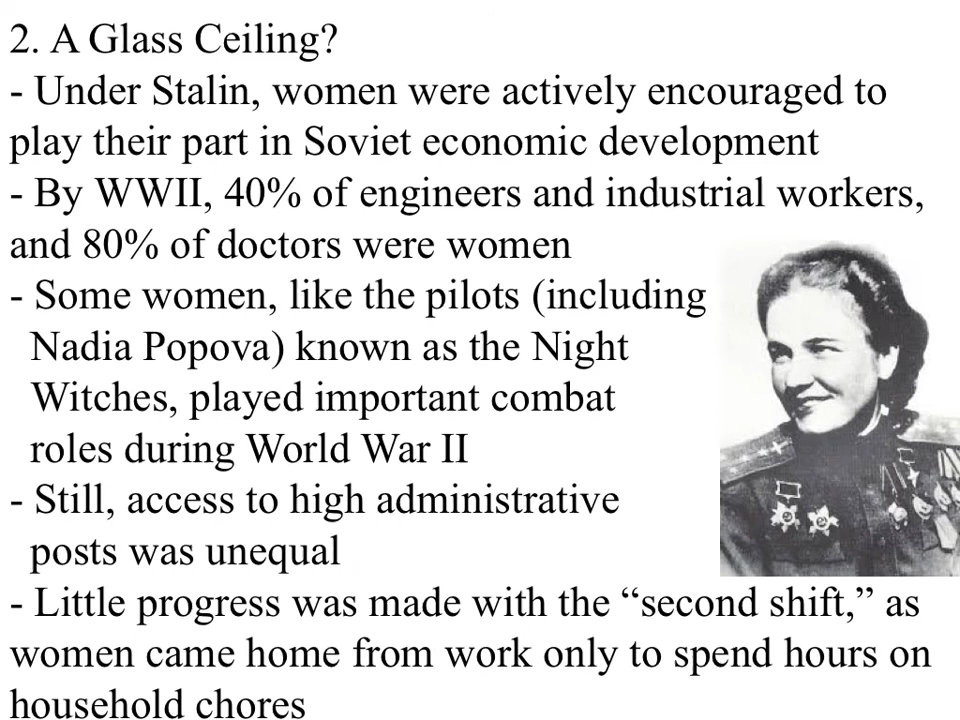 2. A Glass Ceiling?
- Under Stalin, women were actively encouraged to
play their part in Soviet economic development
- By WWII, 40% of engineers and industrial workers,
and 80% of doctors were women
- Some women, like the pilots (including
Nadia Popova) known as the Night
Witches, played important combat
roles during World War II
- Still, access to high administrative
posts was unequal
- Little progress was made with the “second shift,” as
women came home from work only to spend hours on
household chores